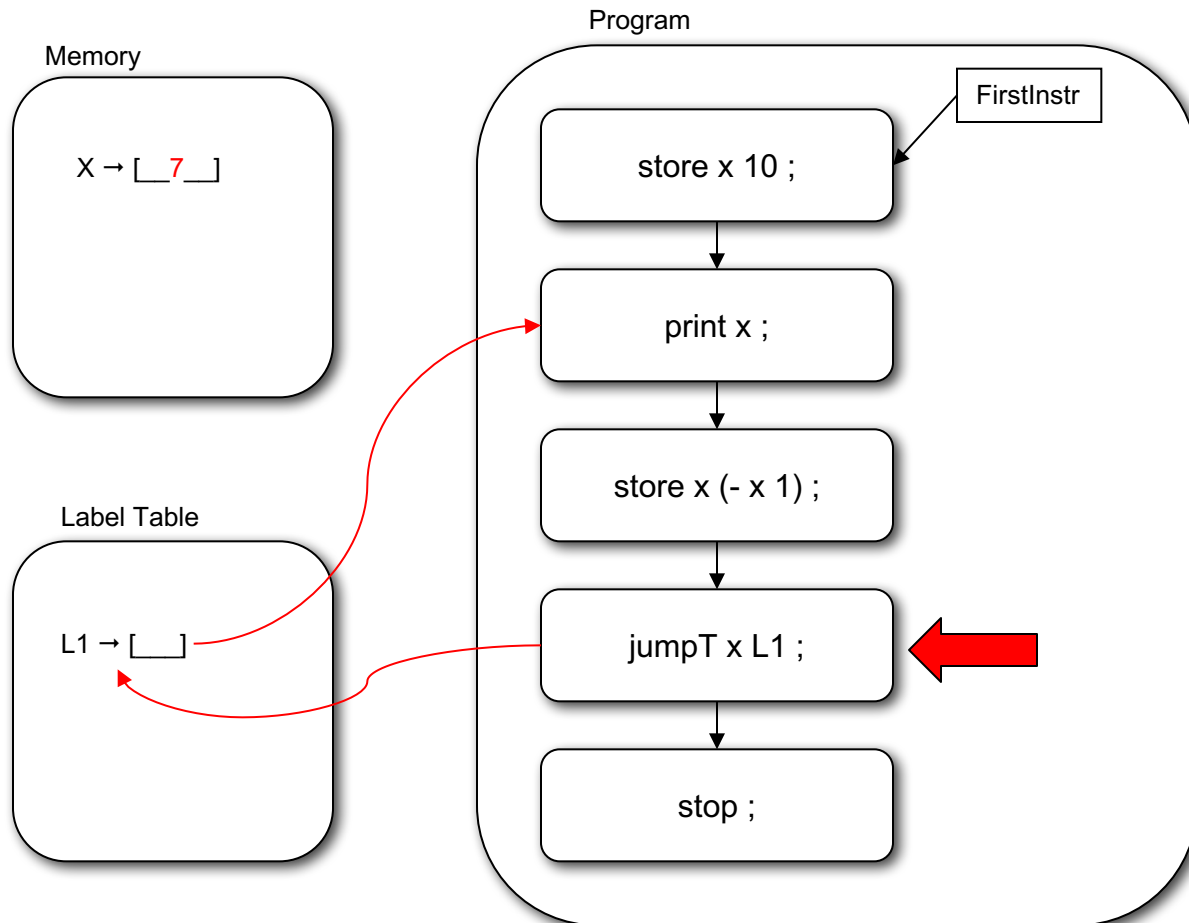 Program
Memory
FirstInstr
store x 10 ;
X → [__7__]
print x ;
store x (- x 1) ;
Label Table
L1 → [___]
jumpT x L1 ;
stop ;